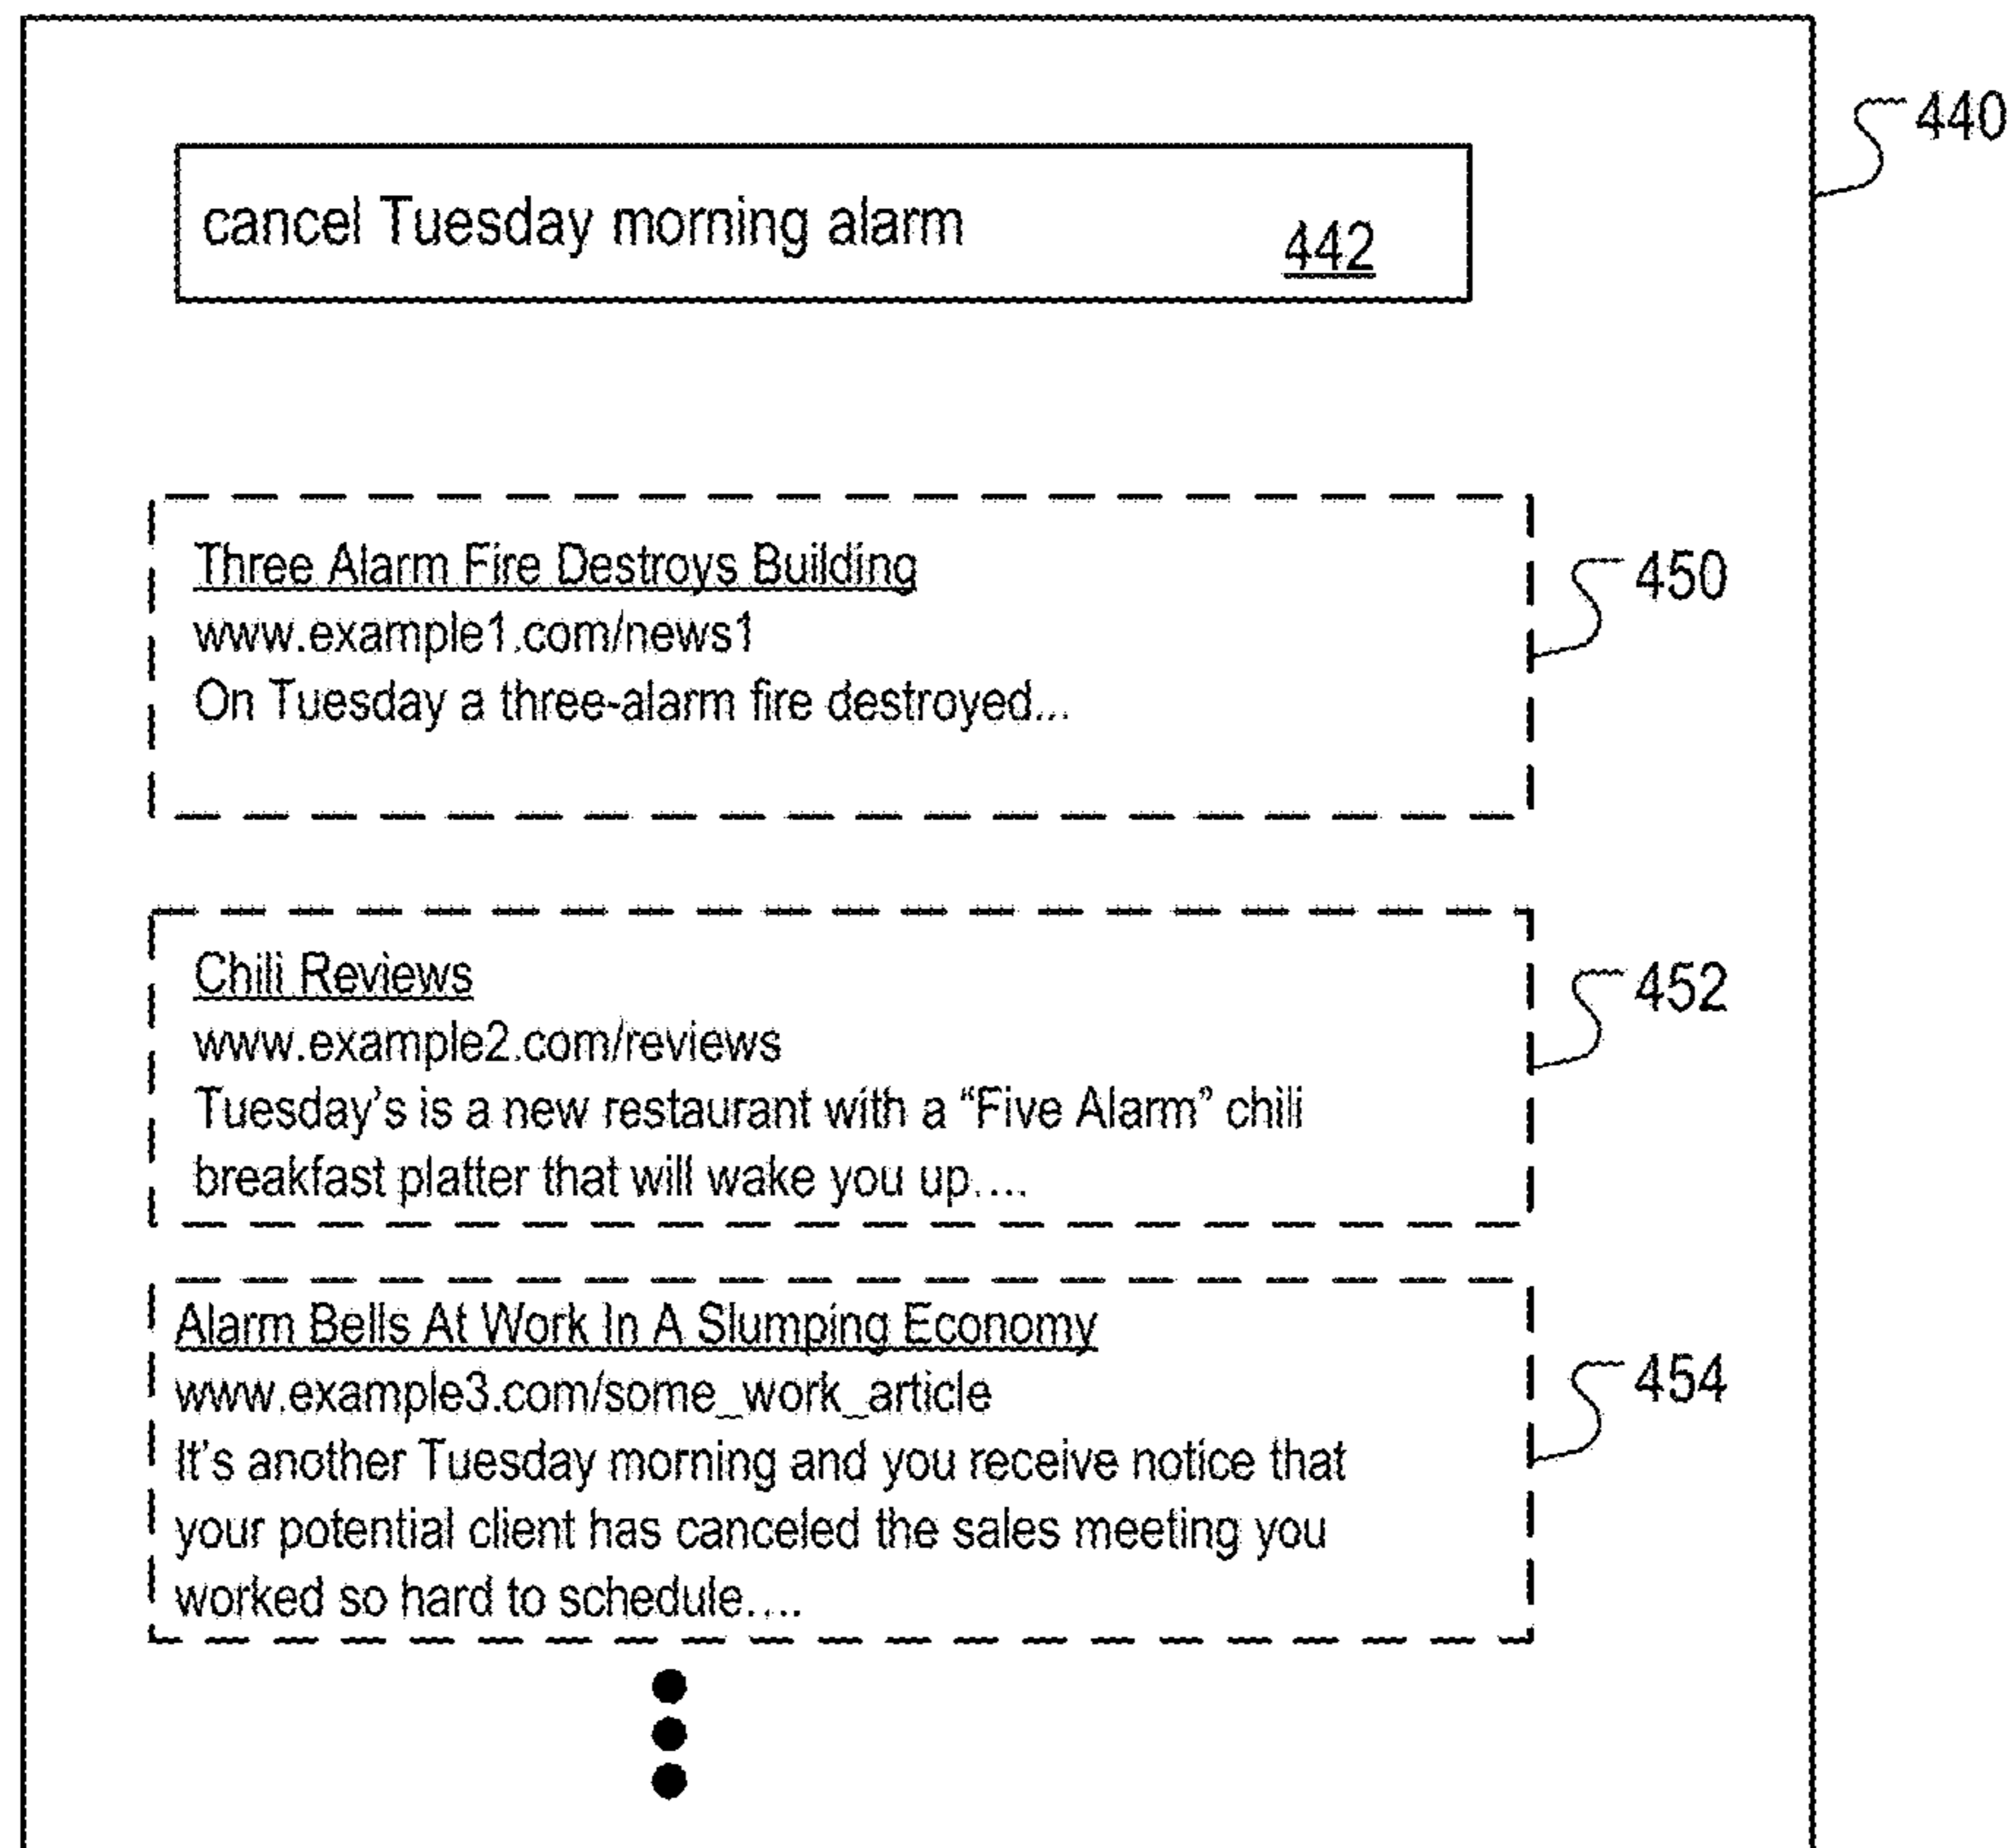 440
cancel Tuesday morning alarm 442
Three Alarm Fire Destroys Building
www.example1.com/news1
On Tuesday a three-alarm fire destroyed...
450
Chili Reviews
www.example2.com/reviews
Tuesday's is a new restaurant with a “Five Alarm” chili
breakfast platter that will wake you up....
452
Alarm Bells At Work In A Slumping Economy
www.example3.com/some_work_article
It's another Tuesday morning and you receive notice that
your potential client has canceled the sales meeting you
worked so hard to schedule....
454